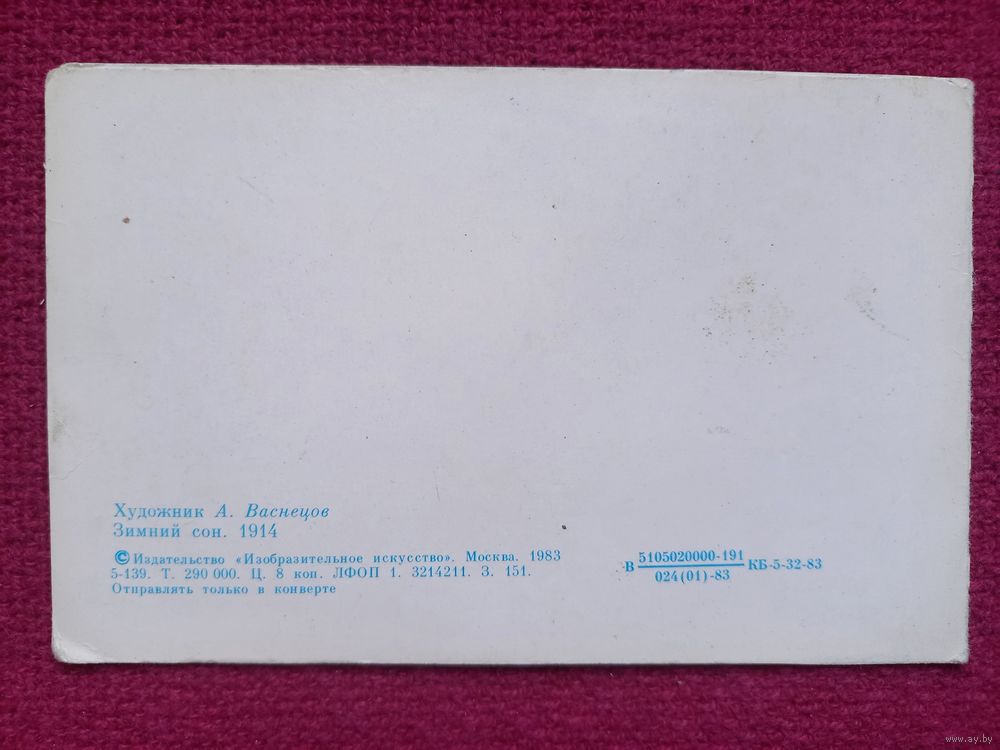 Художник А. Васнецов
Зимний сон. 1914
© Издательство «Изобразительное искусство». Москва. 1983
5-139. Т. 290 000. Ц. 8 коп. ЛФОП 1. 3214211. З. 151.
Отправлять только в конверте
В 5105020000-191 КБ-5-32-83
024(01)-83
www.ay.by